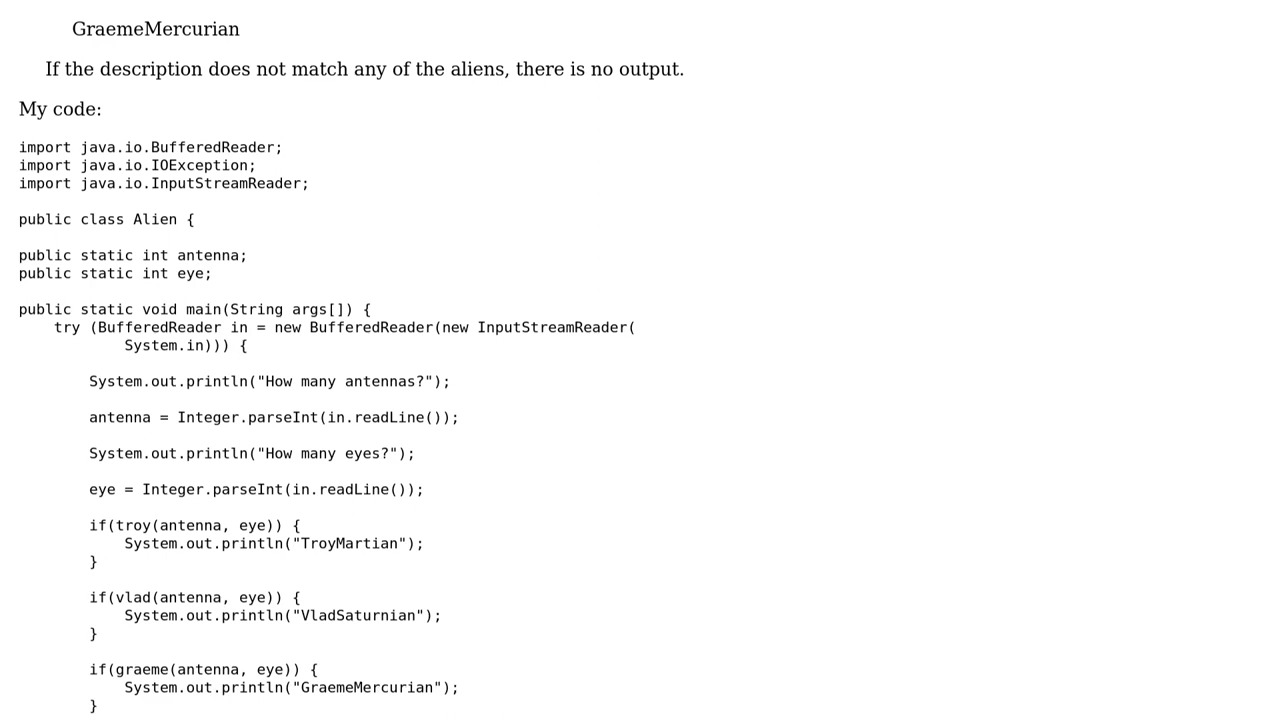 GraemeMercurian
If the description does not match any of the aliens, there is no output.
My code:
import java.io.BufferedReader;
import java.io.IOException;
import java.io.InputStreamReader;
public class Alien {
public static int antenna;
public static int eye;
public static void main(String args[]) {
    try (BufferedReader in = new BufferedReader(new InputStreamReader(
            System.in))) {
        System.out.println("How many antennas?");
        antenna = Integer.parseInt(in.readLine());
        System.out.println("How many eyes?");
        eye = Integer.parseInt(in.readLine());
        if(troy(antenna, eye)) {
            System.out.println("TroyMartian");
        }
        if(vlad(antenna, eye)) {
            System.out.println("VladSaturnian");
        }
        if(graeme(antenna, eye)) {
            System.out.println("GraemeMercurian");
        }